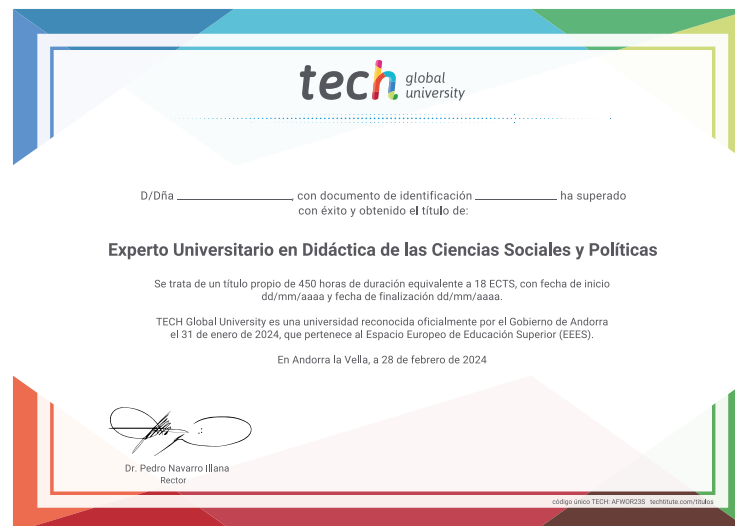 tech global university
D/Dña ____________________, con documento de identificación ______________ ha superado
con éxito y obtenido el título de:
Experto Universitario en Didáctica de las Ciencias Sociales y Políticas
Se trata de un título propio de 450 horas de duración equivalente a 18 ECTS, con fecha de inicio
dd/mm/aaaa y fecha de finalización dd/mm/aaaa.
TECH Global University es una universidad reconocida oficialmente por el Gobierno de Andorra
el 31 de enero de 2024, que pertenece al Espacio Europeo de Educación Superior (EEES).
En Andorra la Vella, a 28 de febrero de 2024
Dr. Pedro Navarro Illana
Rector
código único TECH: AFWOR23S techtitute.com/titulos